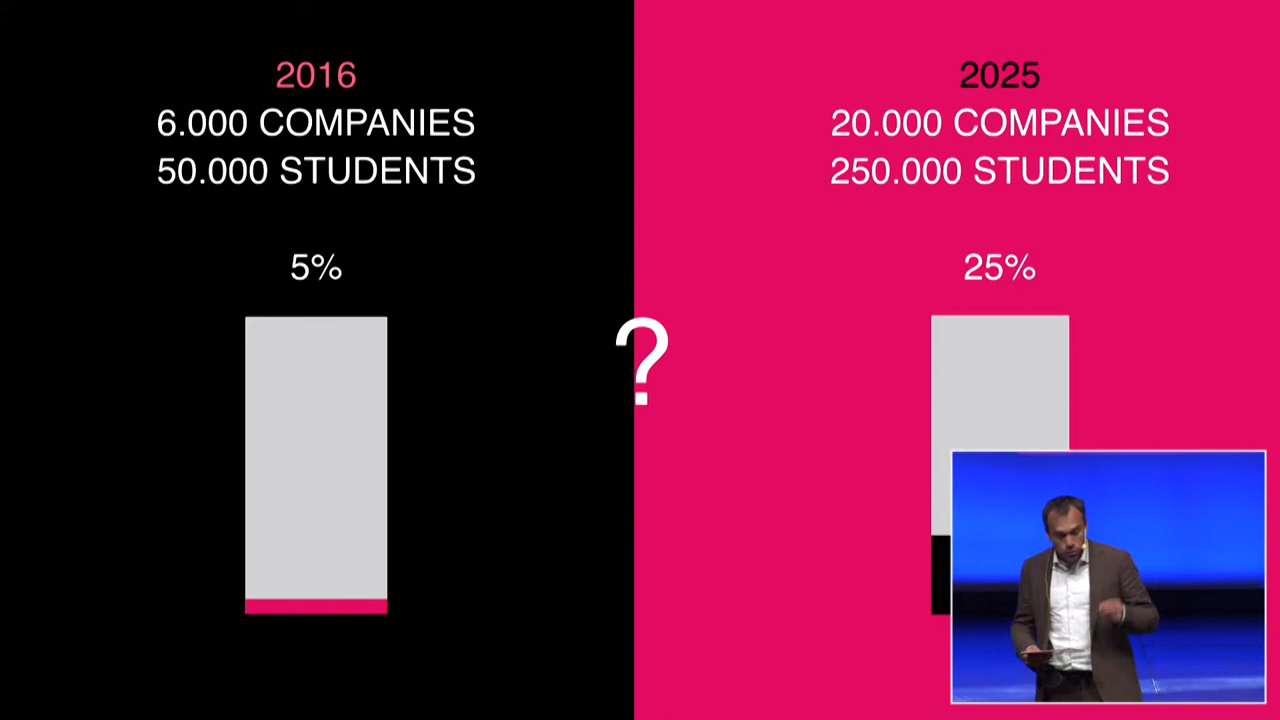 2016
6.000 COMPANIES
50.000 STUDENTS
5%
?
2025
20.000 COMPANIES
250.000 STUDENTS
25%